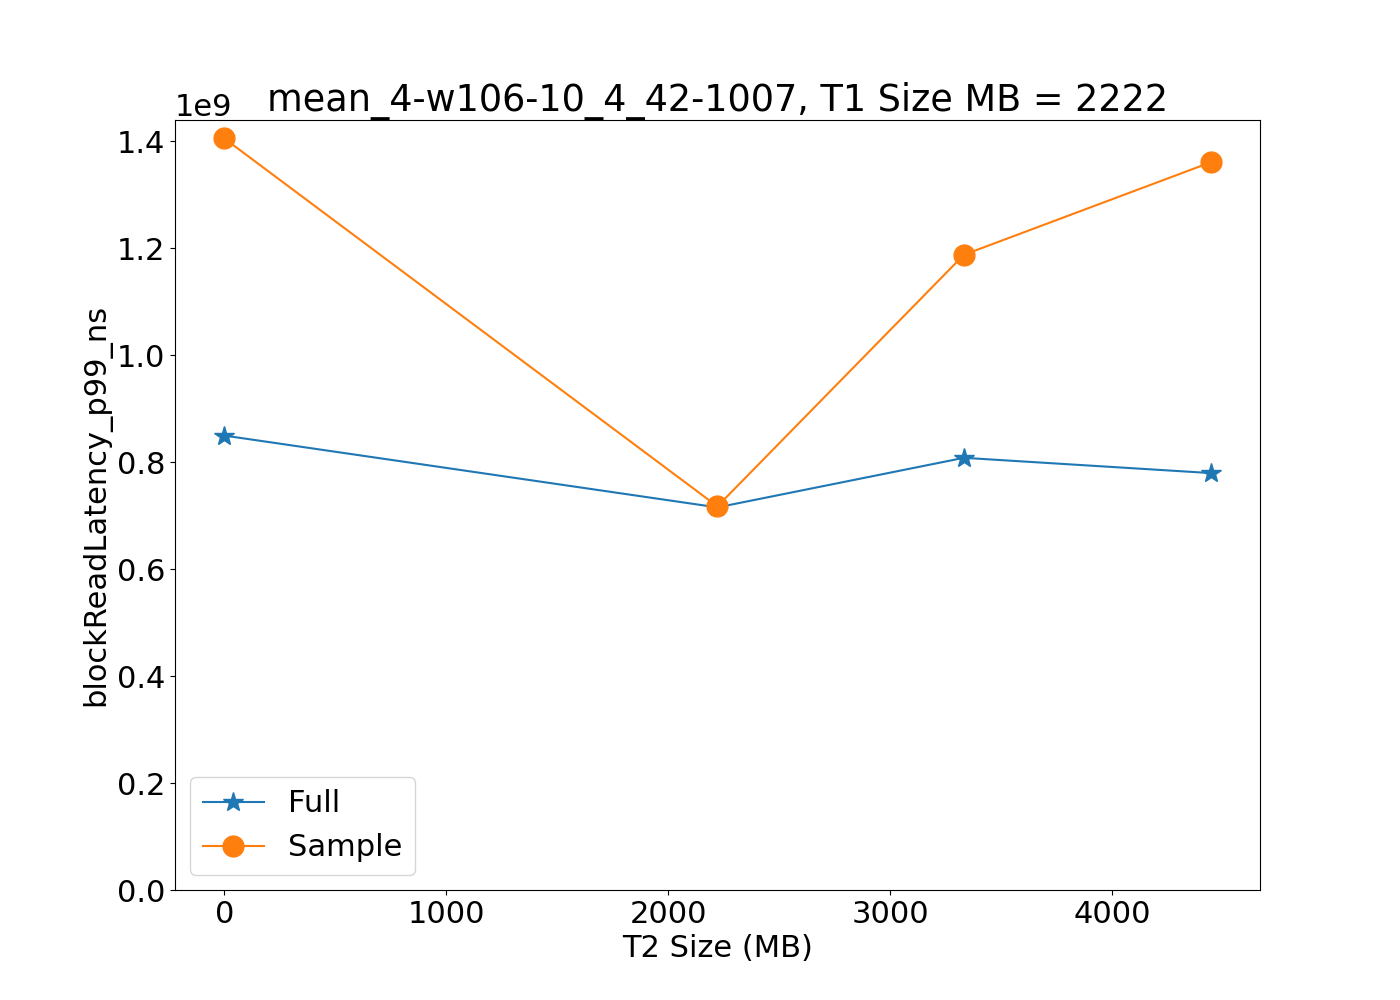 1e9
mean_4-w106-10_4_42-1007, T1 Size MB = 2222
1.4
1.2
1.0
0.8
0.6
0.4
0.2
0.0
blockReadLatency_p99_ns
Full
Sample
0 1000 2000 3000 4000
T2 Size (MB)